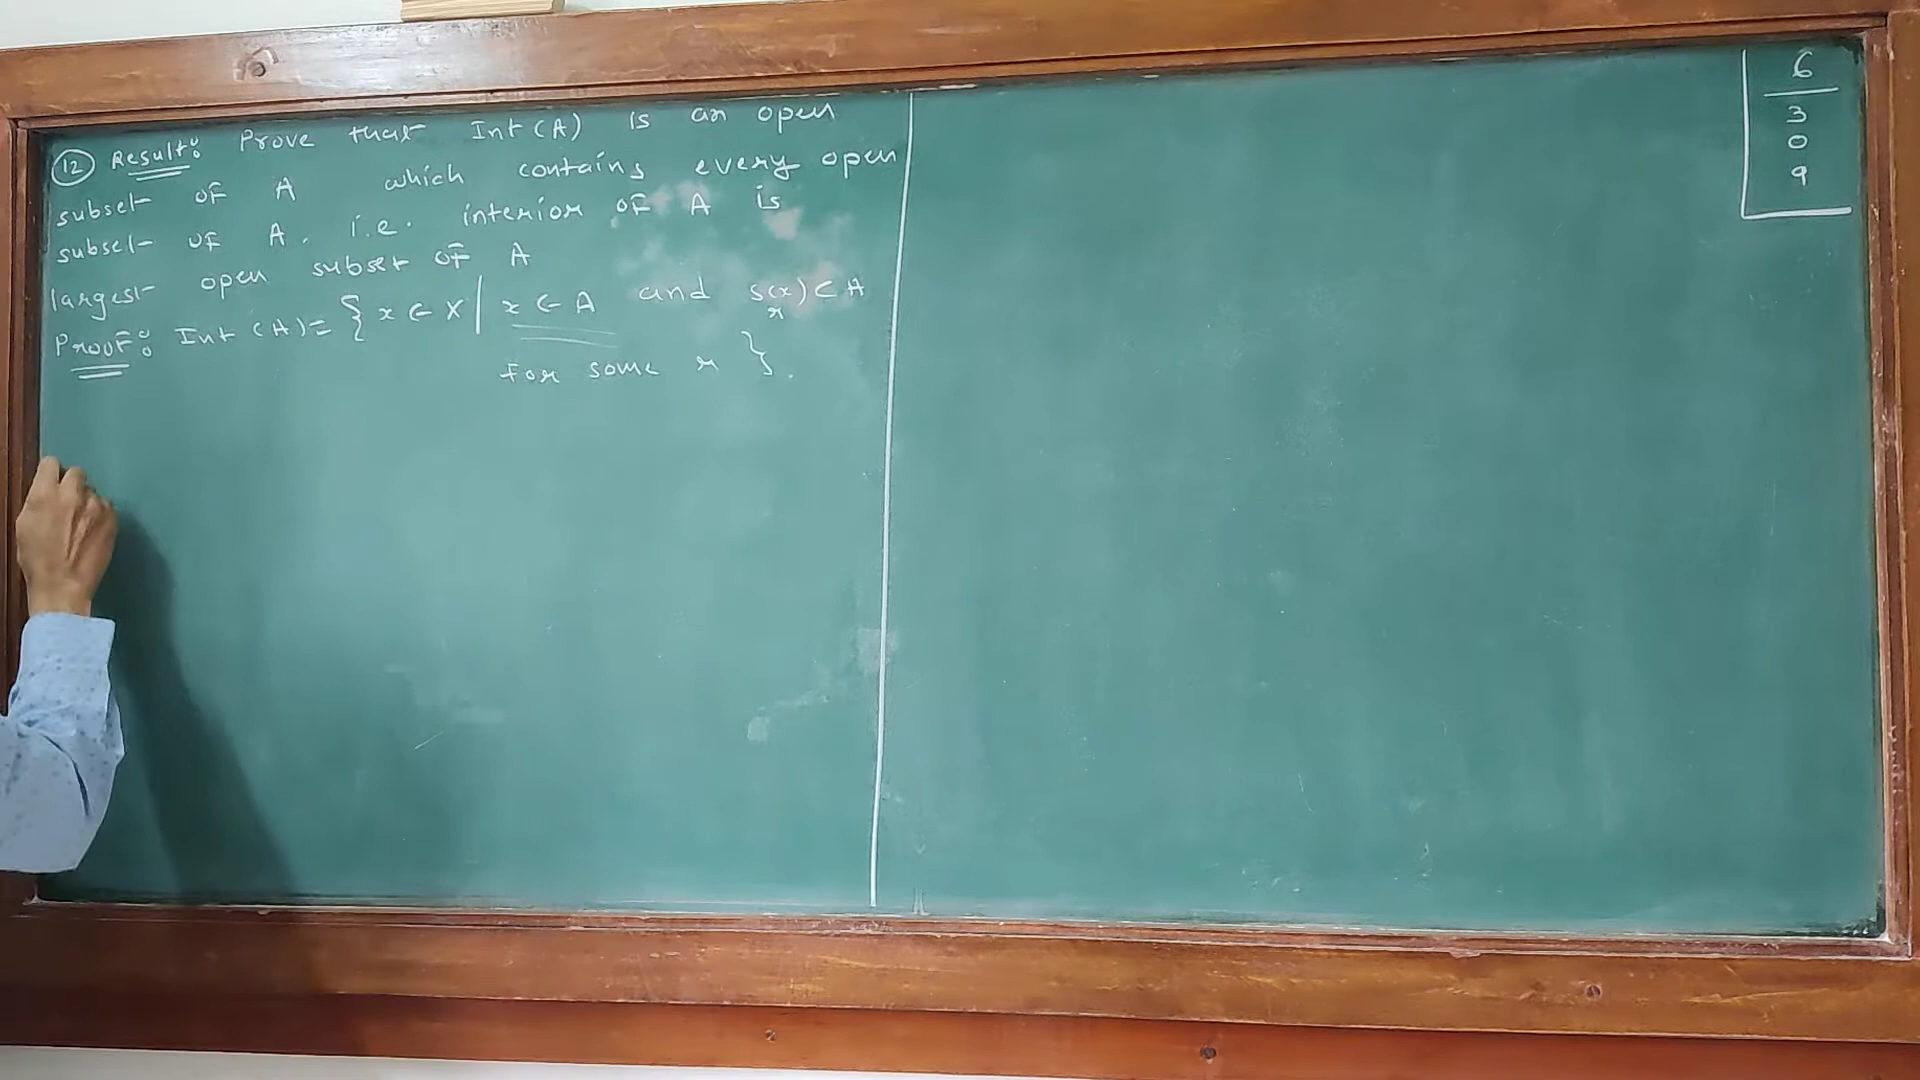 (12) Result: Prove that Int(A) is an open
subset of A which contains every open
subset of A. i.e. interior of A is
largest open subset of A
Proof: Int(A) = { x ∈ X | x ∈ A and Sᵣ(x) ⊂ A
for some r }.
6
3
0
9